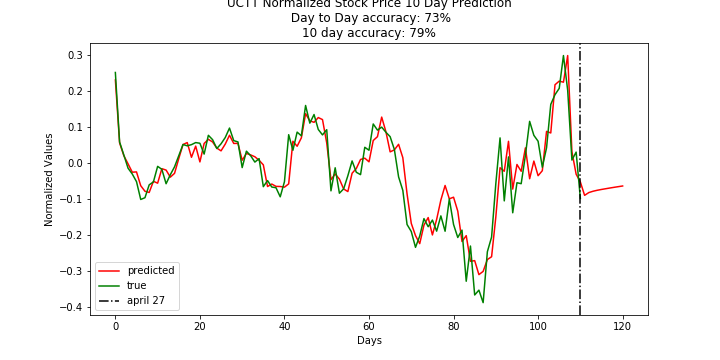 UCTT Normalized Stock Price 10 Day Prediction
Day to Day accuracy: 73%
10 day accuracy: 79%
0.3
0.2
0.1
0.0
−0.1
−0.2
−0.3
−0.4
Normalized Values
predicted
true
april 27
0 20 40 60 80 100 120
Days